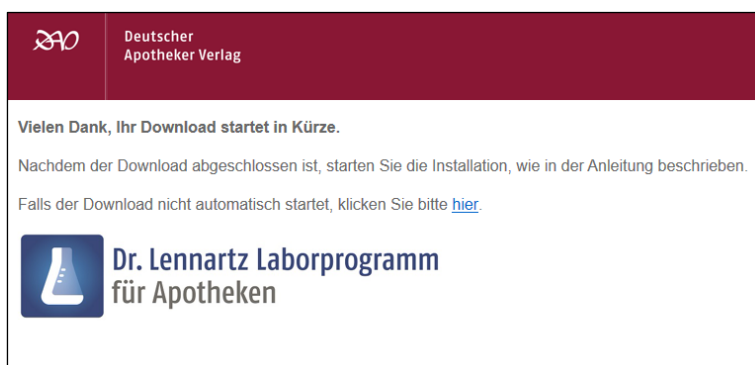 DAV
Deutscher
Apotheker Verlag
Vielen Dank, Ihr Download startet in Kürze.
Nachdem der Download abgeschlossen ist, starten Sie die Installation, wie in der Anleitung beschrieben.
Falls der Download nicht automatisch startet, klicken Sie bitte hier.
Dr. Lennartz Laborprogramm
für Apotheken